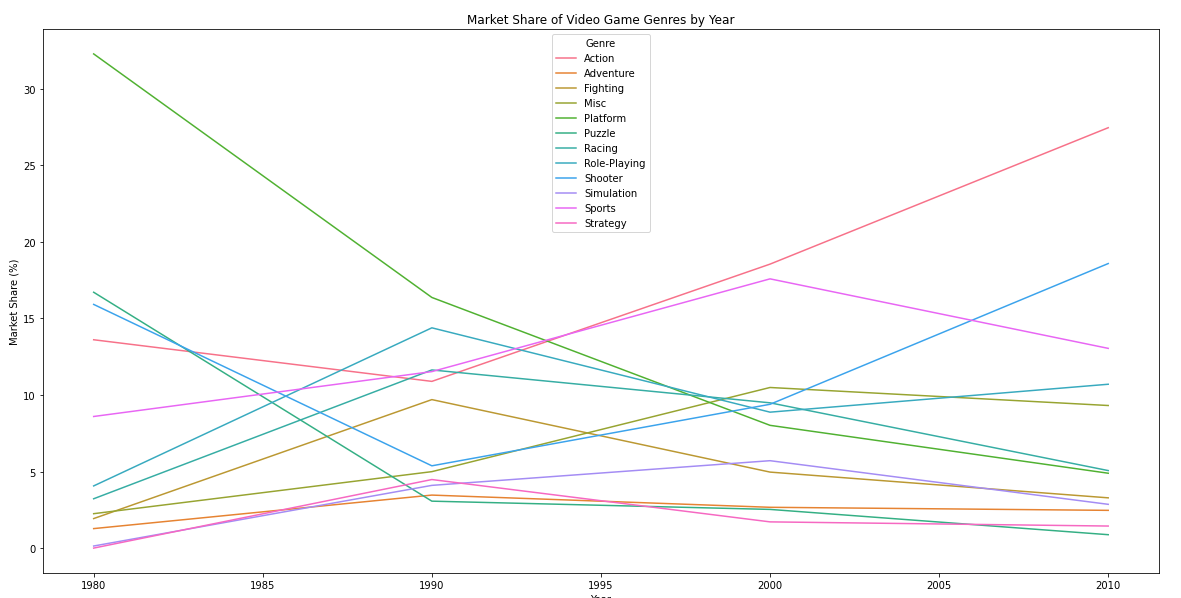 Market Share of Video Game Genres by Year
Genre
Action
Adventure
Fighting
Misc
Platform
Puzzle
Racing
Role-Playing
Shooter
Simulation
Sports
Strategy
Market Share (%)
30
25
20
15
10
5
0
1980 1985 1990 1995 2000 2005 2010
Year